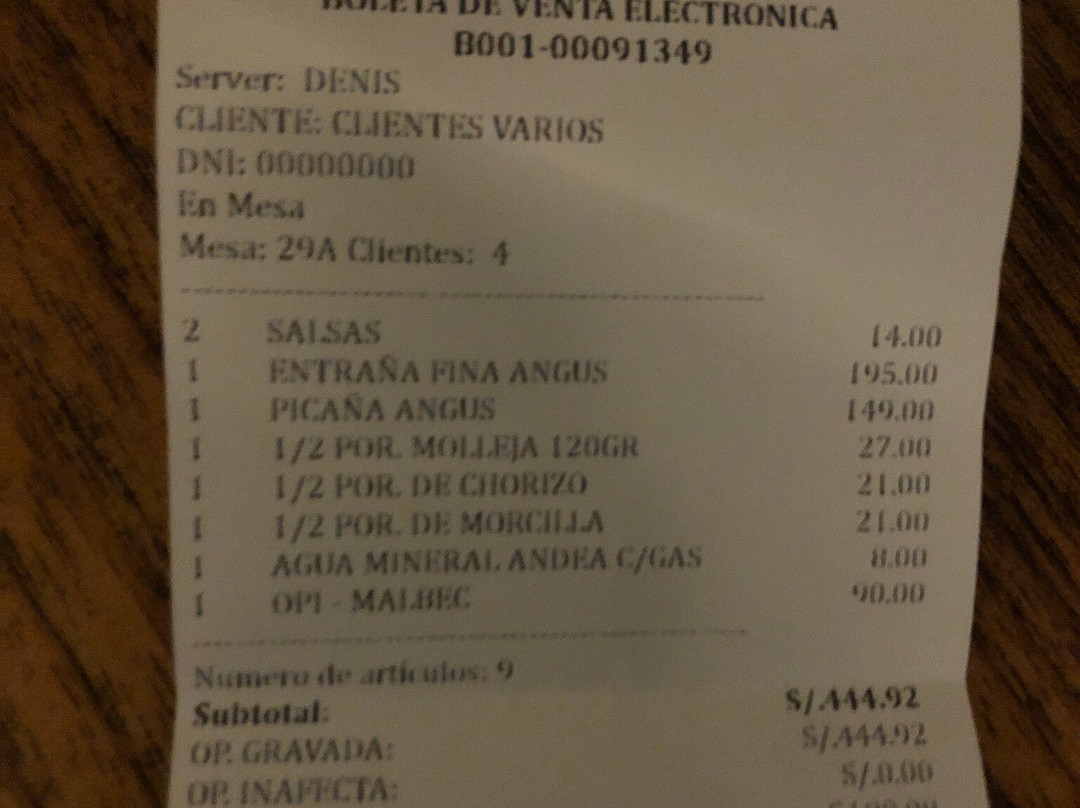 BOLETA DE VENTA ELECTRONICA
B001-00091349
Server: DENIS
CLIENTE: CLIENTES VARIOS
DNI: 00000000
En Mesa
Mesa: 29A Clientes: 4
2 SALSAS 14.00
1 ENTRAÑA FINA ANGUS 195.00
1 PICAÑA ANGUS 149.00
1 1/2 POR. MOLLEJA 120GR 27.00
1 1/2 POR. DE CHORIZO 21.00
1 1/2 POR. DE MORCILLA 21.00
1 AGUA MINERAL ANDEA C/GAS 8.00
1 OPI - MALBEC 90.00
Numero de artículos: 9
Subtotal: S/.444.92
OP. GRAVADA: S/.444.92
OP. INAFECTA: S/.0.00